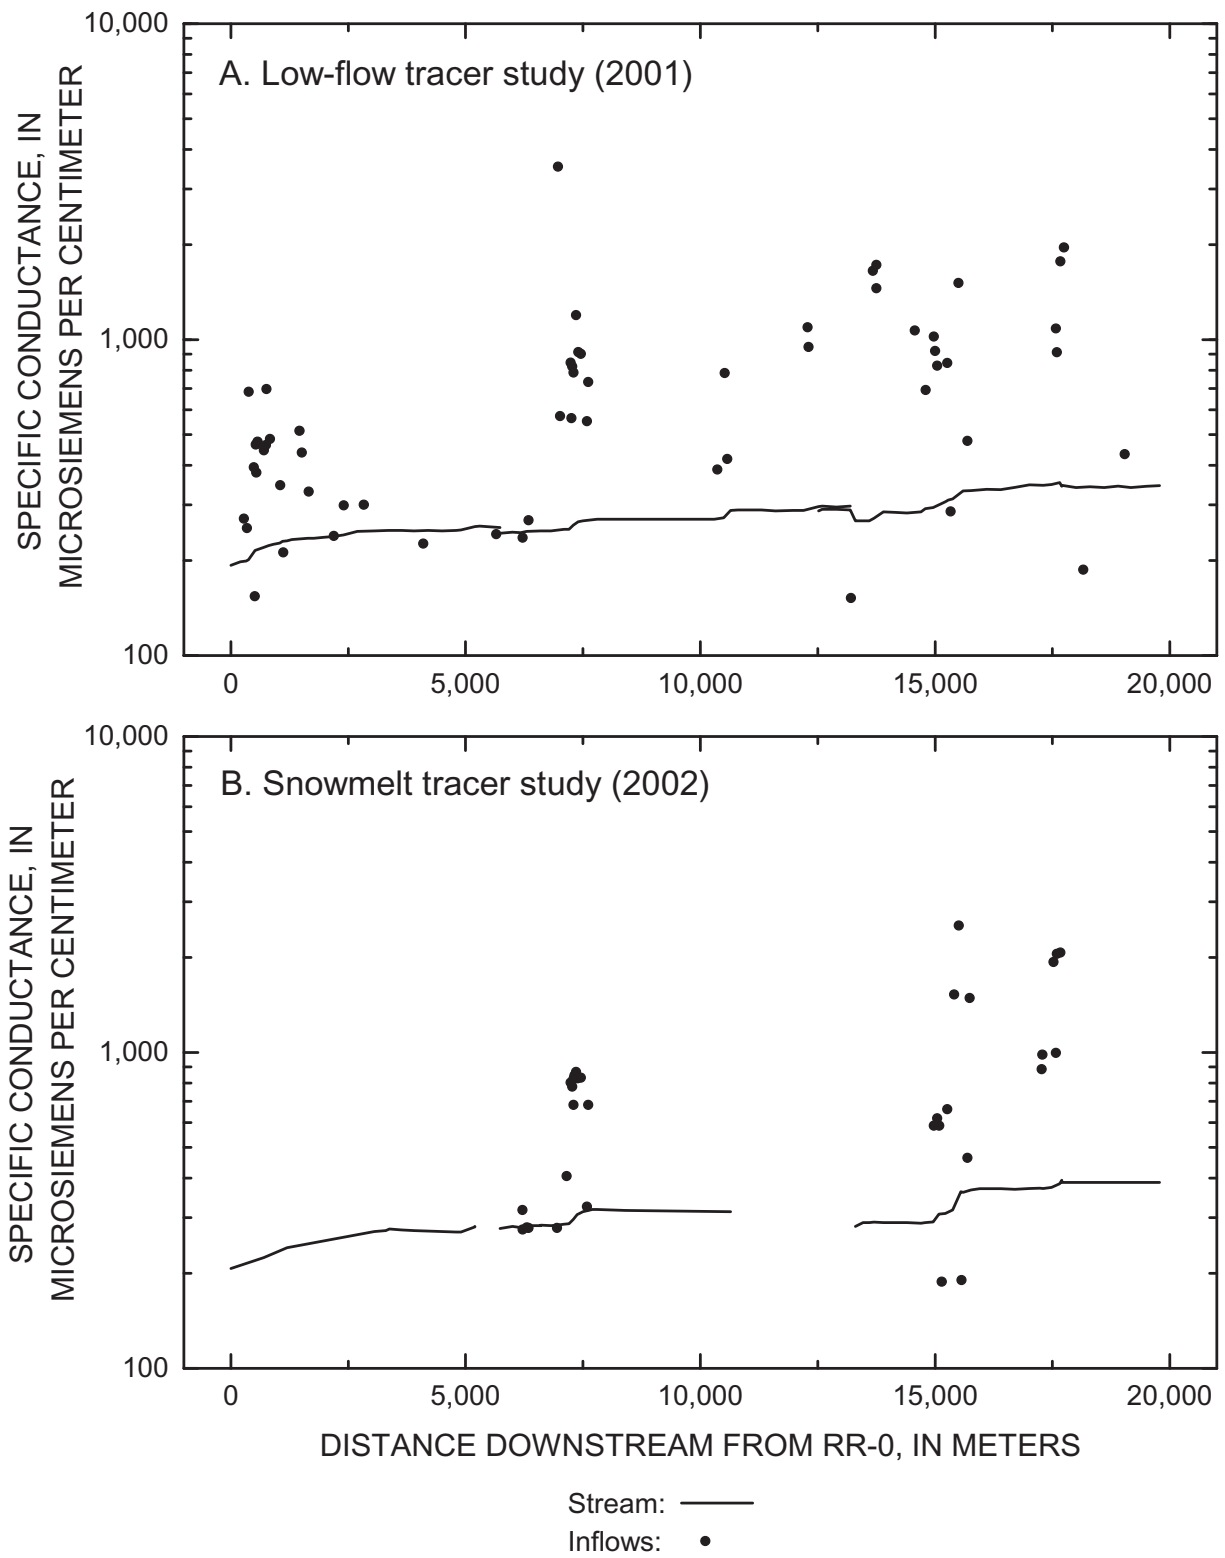 10,000
A. Low-flow tracer study (2001)
SPECIFIC CONDUCTANCE, IN
MICROSIEMENS PER CENTIMETER
1,000
100
0 5,000 10,000 15,000 20,000
10,000
B. Snowmelt tracer study (2002)
SPECIFIC CONDUCTANCE, IN
MICROSIEMENS PER CENTIMETER
1,000
100
0 5,000 10,000 15,000 20,000
DISTANCE DOWNSTREAM FROM RR-0, IN METERS
Stream:
Inflows: